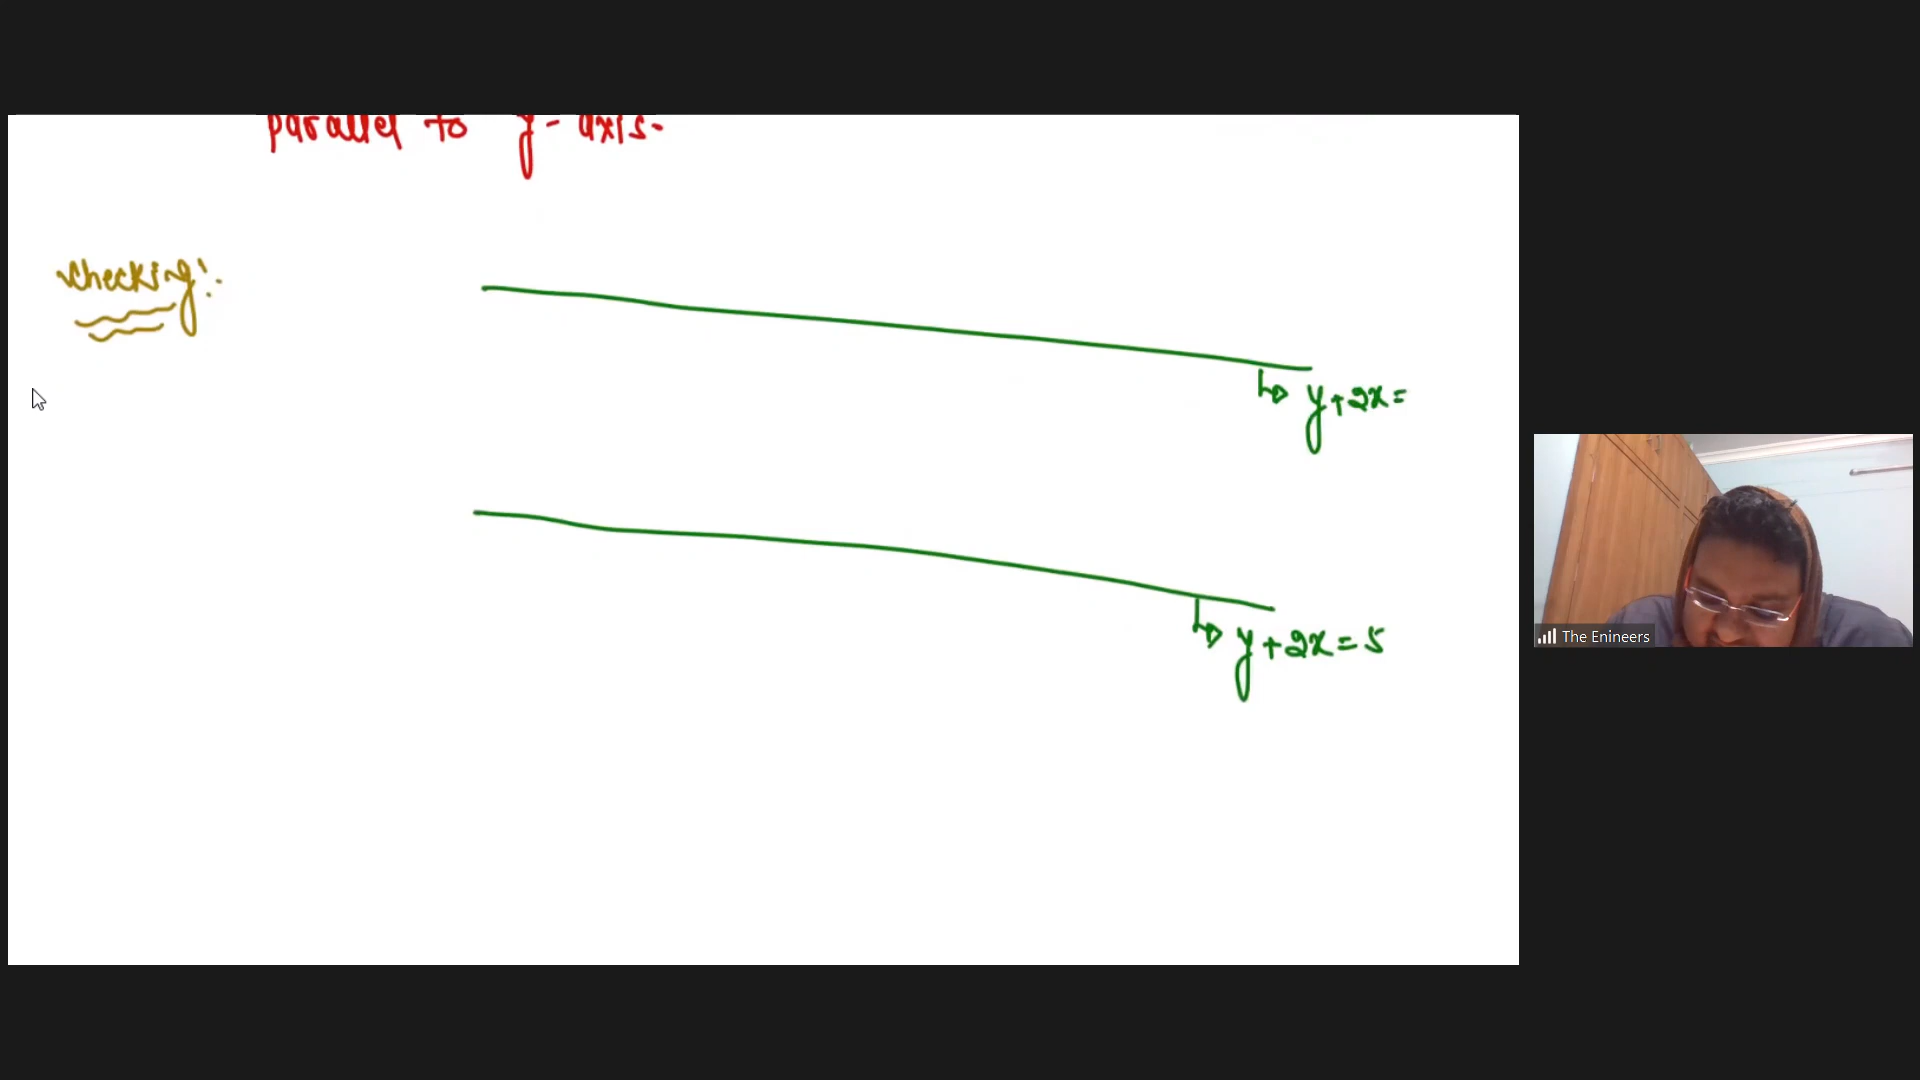 parallel to y-axis.
Checking:-
y+2x=
y+2x=5
The Enineers